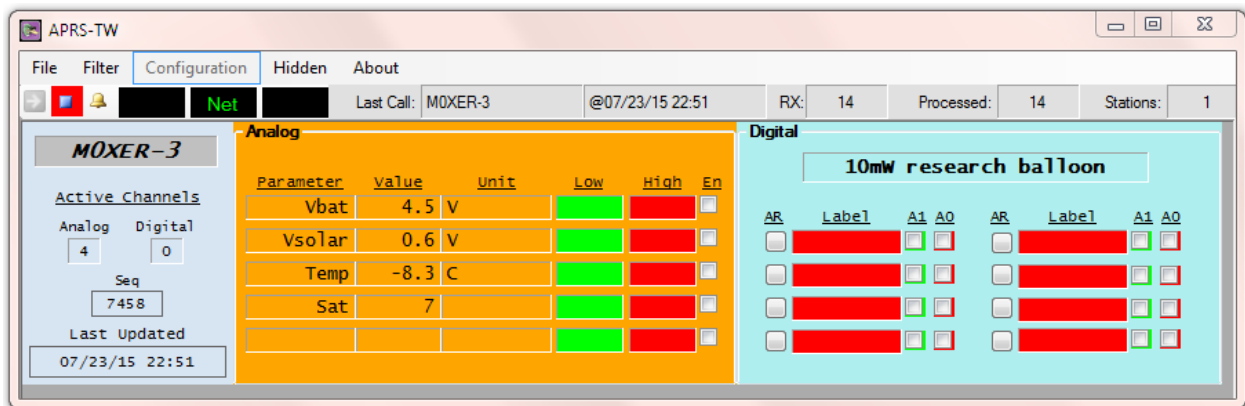 APRS-TW
File Filter Configuration Hidden About
Net Last Call: M0XER-3 @07/23/15 22:51 RX: 14 Processed: 14 Stations: 1
M0XER-3
Active Channels
Analog Digital
4 0
Seq
7458
Last Updated
07/23/15 22:51
Analog
Parameter Value Unit Low High En
Vbat 4.5 V
Vsolar 0.6 V
Temp -8.3 C
Sat 7
Digital
10mW research balloon
AR Label A1 A0 AR Label A1 A0